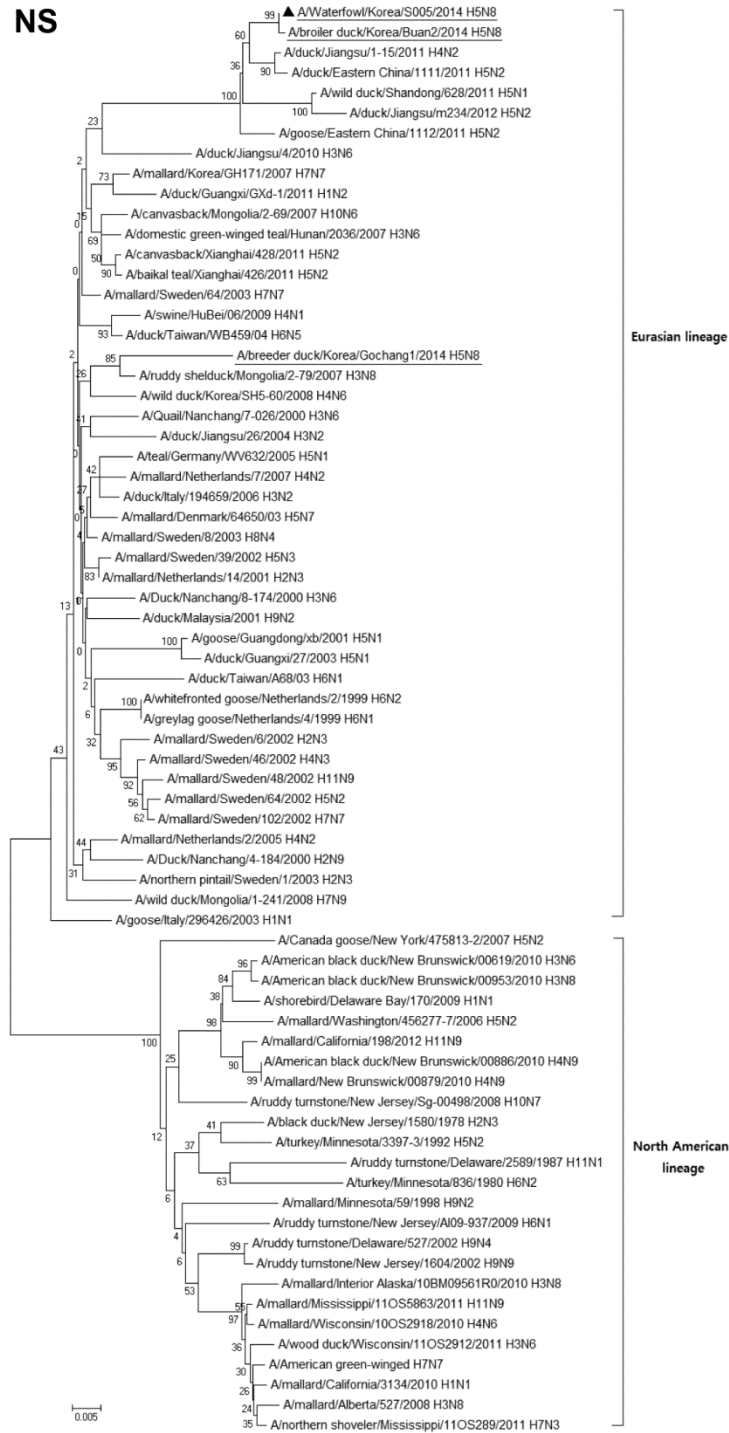 NS
99
▲ A/Waterfowl/Korea/S005/2014 H5N8
60
A/broiler duck/Korea/Buan2/2014 H5N8
36
A/duck/Jiangsu/1-15/2011 H4N2
90
A/duck/Eastern China/1111/2011 H5N2
100
A/wild duck/Shandong/628/2011 H5N1
100
A/duck/Jiangsu/m234/2012 H5N2
A/goose/Eastern China/1112/2011 H5N2
23
A/duck/Jiangsu/4/2010 H3N6
2
73
A/mallard/Korea/GH171/2007 H7N7
A/duck/Guangxi/GXd-1/2011 H1N2
15
A/canvasback/Mongolia/2-69/2007 H10N6
0
69
A/domestic green-winged teal/Hunan/2036/2007 H3N6
50
A/canvasback/Xianghai/428/2011 H5N2
0
90
A/baikal teal/Xianghai/426/2011 H5N2
A/mallard/Sweden/64/2003 H7N7
A/swine/HuBei/06/2009 H4N1
93
A/duck/Taiwan/WB459/04 H6N5
Eurasian lineage
2
85
A/breeder duck/Korea/Gochang1/2014 H5N8
26
A/ruddy shelduck/Mongolia/2-79/2007 H3N8
A/wild duck/Korea/SH5-60/2008 H4N6
41
A/Quail/Nanchang/7-026/2000 H3N6
A/duck/Jiangsu/26/2004 H3N2
0
A/teal/Germany/WV632/2005 H5N1
42
A/mallard/Netherlands/7/2007 H4N2
27
A/duck/Italy/194659/2006 H3N2
5
0
A/mallard/Denmark/64650/03 H5N7
4
A/mallard/Sweden/8/2003 H8N4
A/mallard/Sweden/39/2002 H5N3
83
A/mallard/Netherlands/14/2001 H2N3
13
A/Duck/Nanchang/8-174/2000 H3N6
A/duck/Malaysia/2001 H9N2
100
A/goose/Guangdong/xb/2001 H5N1
0
A/duck/Guangxi/27/2003 H5N1
2
A/duck/Taiwan/A68/03 H6N1
100
A/whitefronted goose/Netherlands/2/1999 H6N2
6
A/greylag goose/Netherlands/4/1999 H6N1
32
A/mallard/Sweden/6/2002 H2N3
43
95
A/mallard/Sweden/46/2002 H4N3
92
A/mallard/Sweden/48/2002 H11N9
56
A/mallard/Sweden/64/2002 H5N2
62
A/mallard/Sweden/102/2002 H7N7
44
A/mallard/Netherlands/2/2005 H4N2
A/Duck/Nanchang/4-184/2000 H2N9
31
A/northern pintail/Sweden/1/2003 H2N3
A/wild duck/Mongolia/1-241/2008 H7N9
A/goose/Italy/296426/2003 H1N1
A/Canada goose/New York/475813-2/2007 H5N2
96
A/American black duck/New Brunswick/00619/2010 H3N6
84
A/American black duck/New Brunswick/00953/2010 H3N8
38
A/shorebird/Delaware Bay/170/2009 H1N1
98
A/mallard/Washington/456277-7/2006 H5N2
100
A/mallard/California/198/2012 H11N9
25
90
A/American black duck/New Brunswick/00886/2010 H4N9
99
A/mallard/New Brunswick/00879/2010 H4N9
A/ruddy turnstone/New Jersey/Sg-00498/2008 H10N7
12
41
A/black duck/New Jersey/1580/1978 H2N3
37
A/turkey/Minnesota/3397-3/1992 H5N2
North American
lineage
A/ruddy turnstone/Delaware/2589/1987 H11N1
63
A/turkey/Minnesota/836/1980 H6N2
6
A/mallard/Minnesota/59/1998 H9N2
4
A/ruddy turnstone/New Jersey/AI09-937/2009 H6N1
6
99
A/ruddy turnstone/Delaware/527/2002 H9N4
A/ruddy turnstone/New Jersey/1604/2002 H9N9
53
A/mallard/Interior Alaska/10BM09561R0/2010 H3N8
55
A/mallard/Mississippi/11OS5863/2011 H11N9
97
A/mallard/Wisconsin/10OS2918/2010 H4N6
36
A/wood duck/Wisconsin/11OS2912/2011 H3N6
30
A/American green-winged H7N7
26
A/mallard/California/3134/2010 H1N1
24
A/mallard/Alberta/527/2008 H3N8
35
A/northern shoveler/Mississippi/11OS289/2011 H7N3
0.005